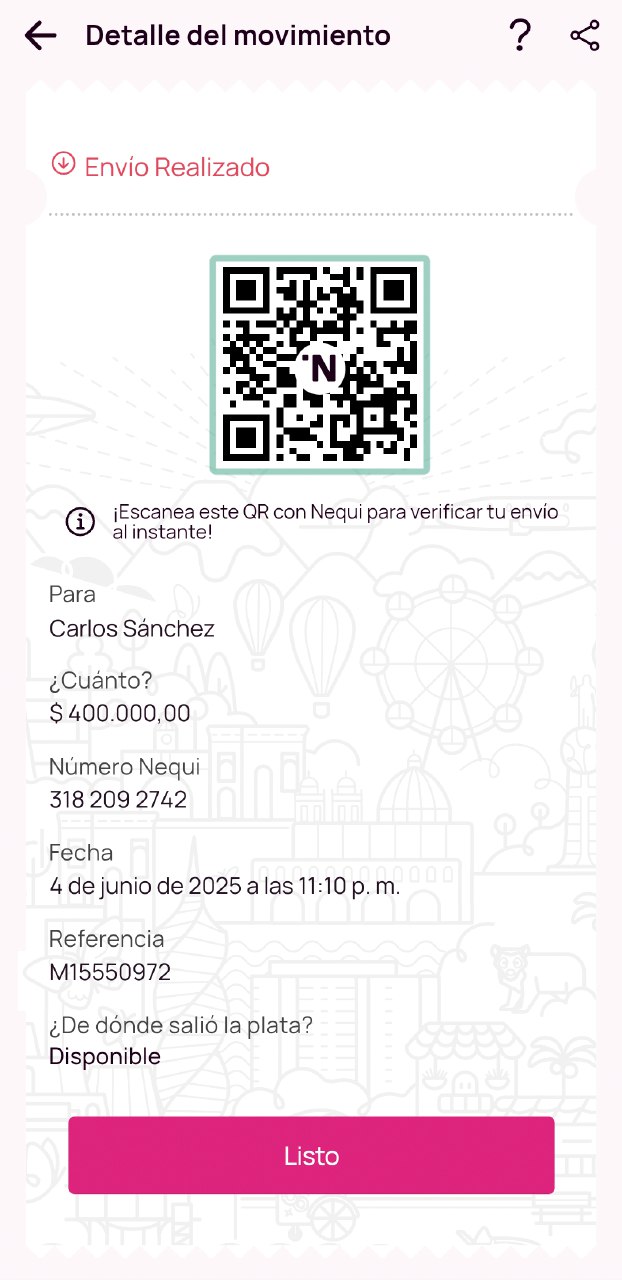 Detalle del movimiento
Envío Realizado
N
¡Escanea este QR con Nequi para verificar tu envío
al instante!
Para
Carlos Sánchez
¿Cuánto?
$ 400.000,00
Número Nequi
318 209 2742
Fecha
4 de junio de 2025 a las 11:10 p. m.
Referencia
M15550972
¿De dónde salió la plata?
Disponible
Listo